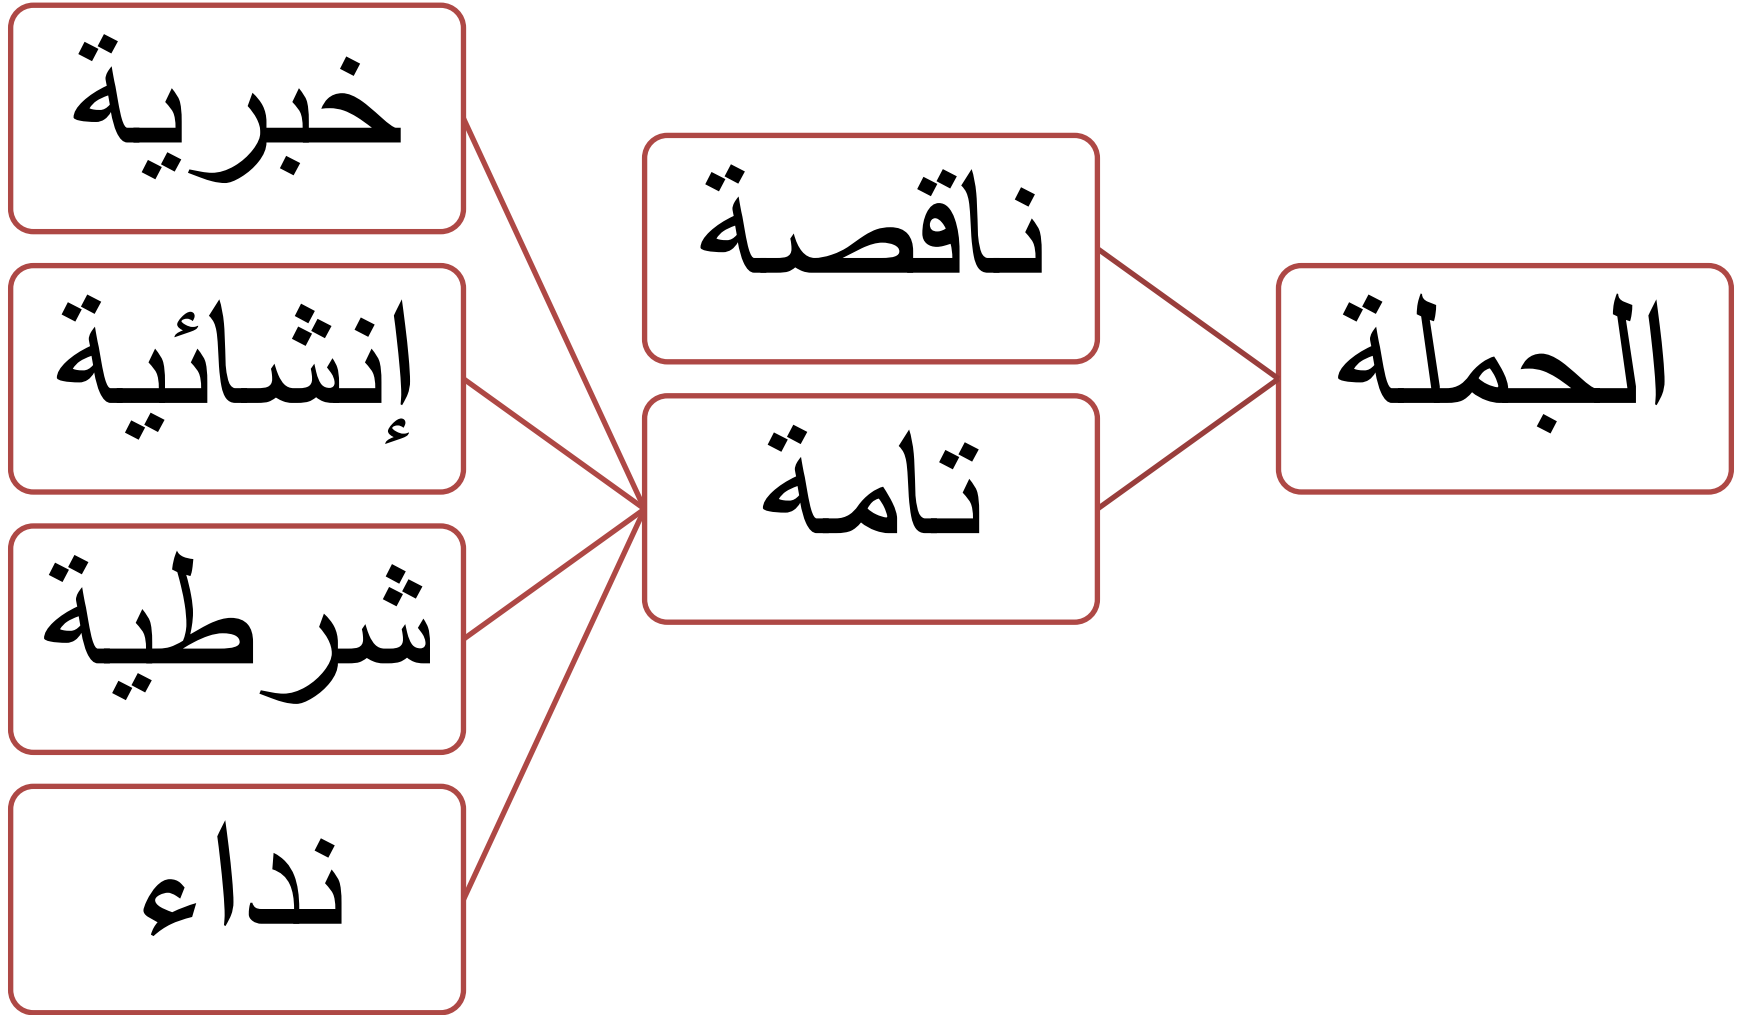 الجملة
ناقصة
تامة
خبرية
إنشائية
شرطية
نداء